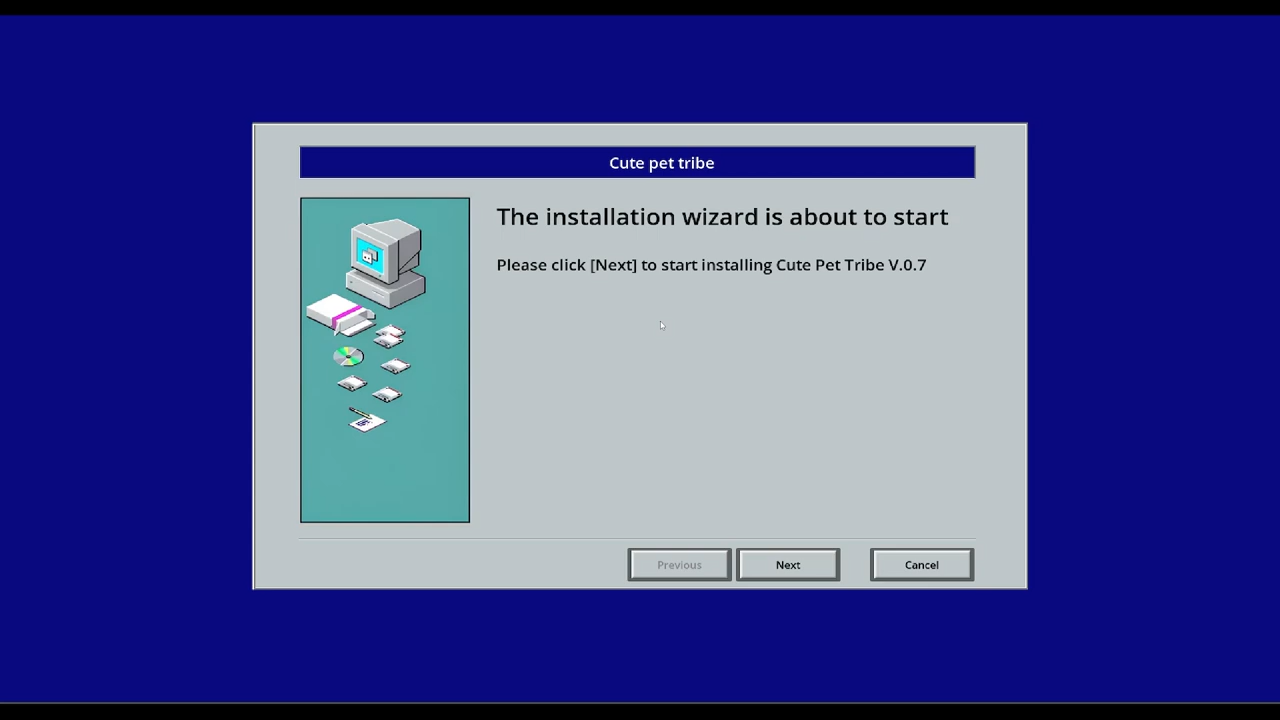 Cute pet tribe
The installation wizard is about to start
Please click [Next] to start installing Cute Pet Tribe V.0.7
Previous
Next
Cancel